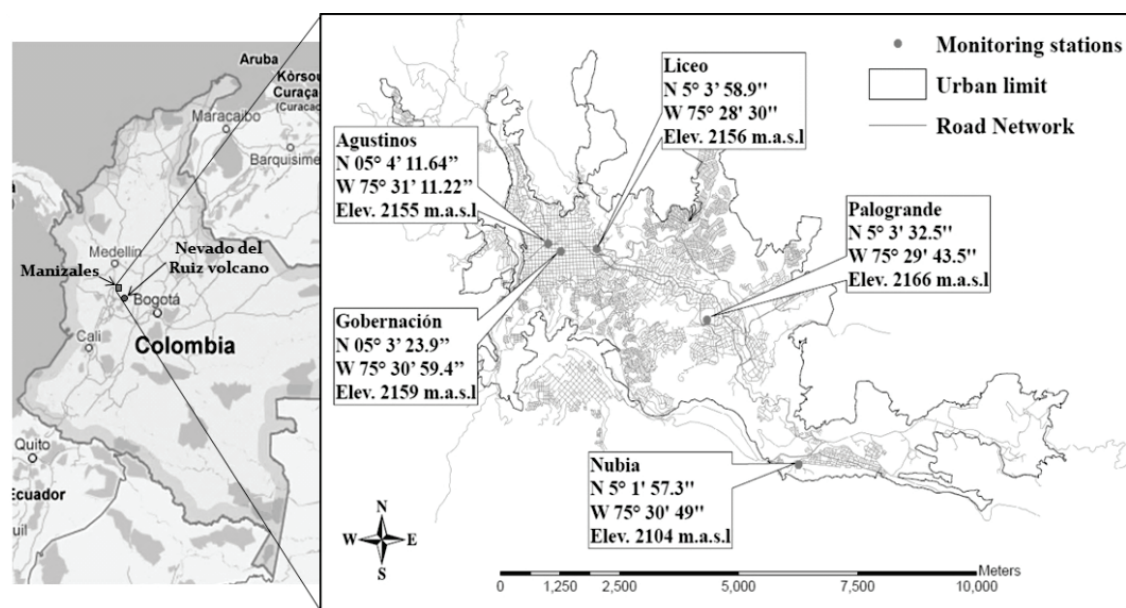 Aruba
Kòrsou
Curaça
(Curacao
Maracaibo
Barquisime
Medellín
Nevado del
Ruiz volcano
Manizales
Bogotá
Cali
Colombia
Quito
Ecuador
uil
Monitoring stations
Urban limit
Road Network
Liceo
N 5° 3' 58.9"
W 75° 28' 30"
Elev. 2156 m.a.s.l
Agustinos
N 05° 4' 11.64”
W 75° 31' 11.22”
Elev. 2155 m.a.s.l
Palogrande
N 5° 3' 32.5"
W 75° 29' 43.5"
Elev. 2166 m.a.s.l
Gobernación
N 05° 3' 23.9”
W 75° 30' 59.4”
Elev. 2159 m.a.s.l
Nubia
N 5° 1' 57.3"
W 75° 30' 49"
Elev. 2104 m.a.s.l
N
W E
S
Meters
0 1,250 2,500 5,000 7,500 10,000